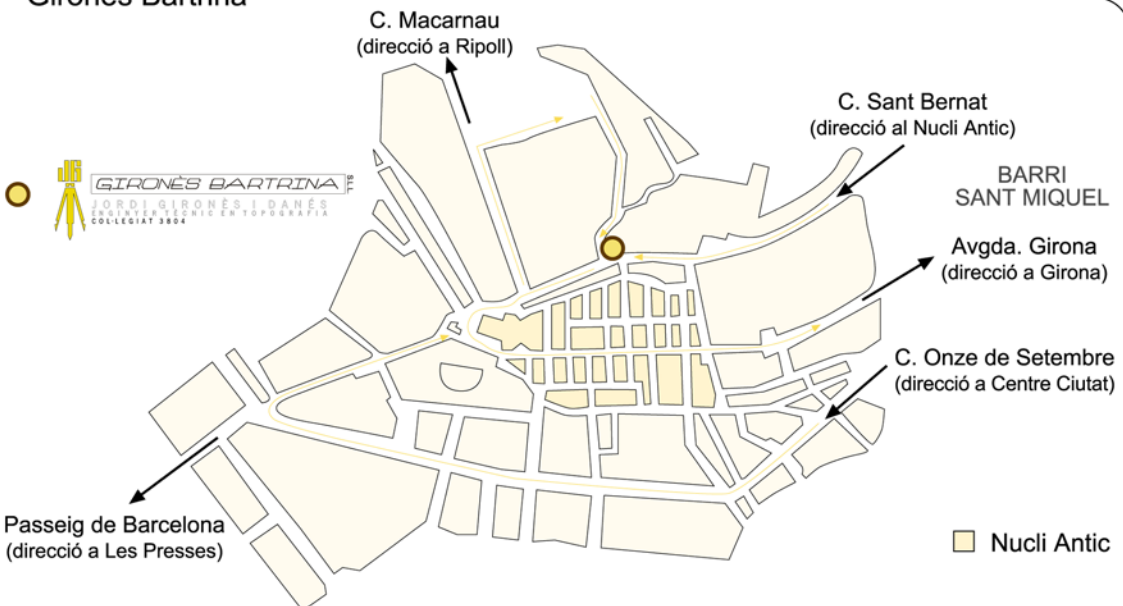 Gironès Bartrina
C. Macarnau
(direcció a Ripoll)
C. Sant Bernat
(direcció al Nucli Antic)
BARRI
SANT MIQUEL
JG
GIRONÈS BARTRINA S.L.L.
JORDI GIRONÈS I DANÉS
ENGINYER TÈCNIC EN TOPOGRAFIA
COL·LEGIAT 3804
Avgda. Girona
(direcció a Girona)
C. Onze de Setembre
(direcció a Centre Ciutat)
Passeig de Barcelona
(direcció a Les Presses)
Nucli Antic